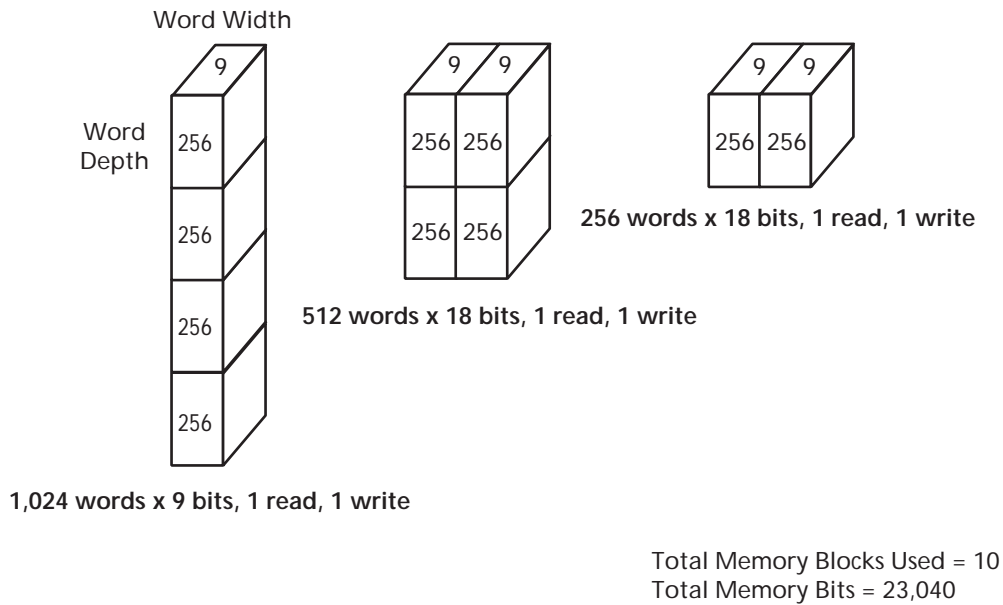 Word Width
9
9 9
9 9
Word
Depth
256
256 256
256 256
256
256 256
256
256
256 words x 18 bits, 1 read, 1 write
512 words x 18 bits, 1 read, 1 write
1,024 words x 9 bits, 1 read, 1 write
Total Memory Blocks Used = 10
Total Memory Bits = 23,040